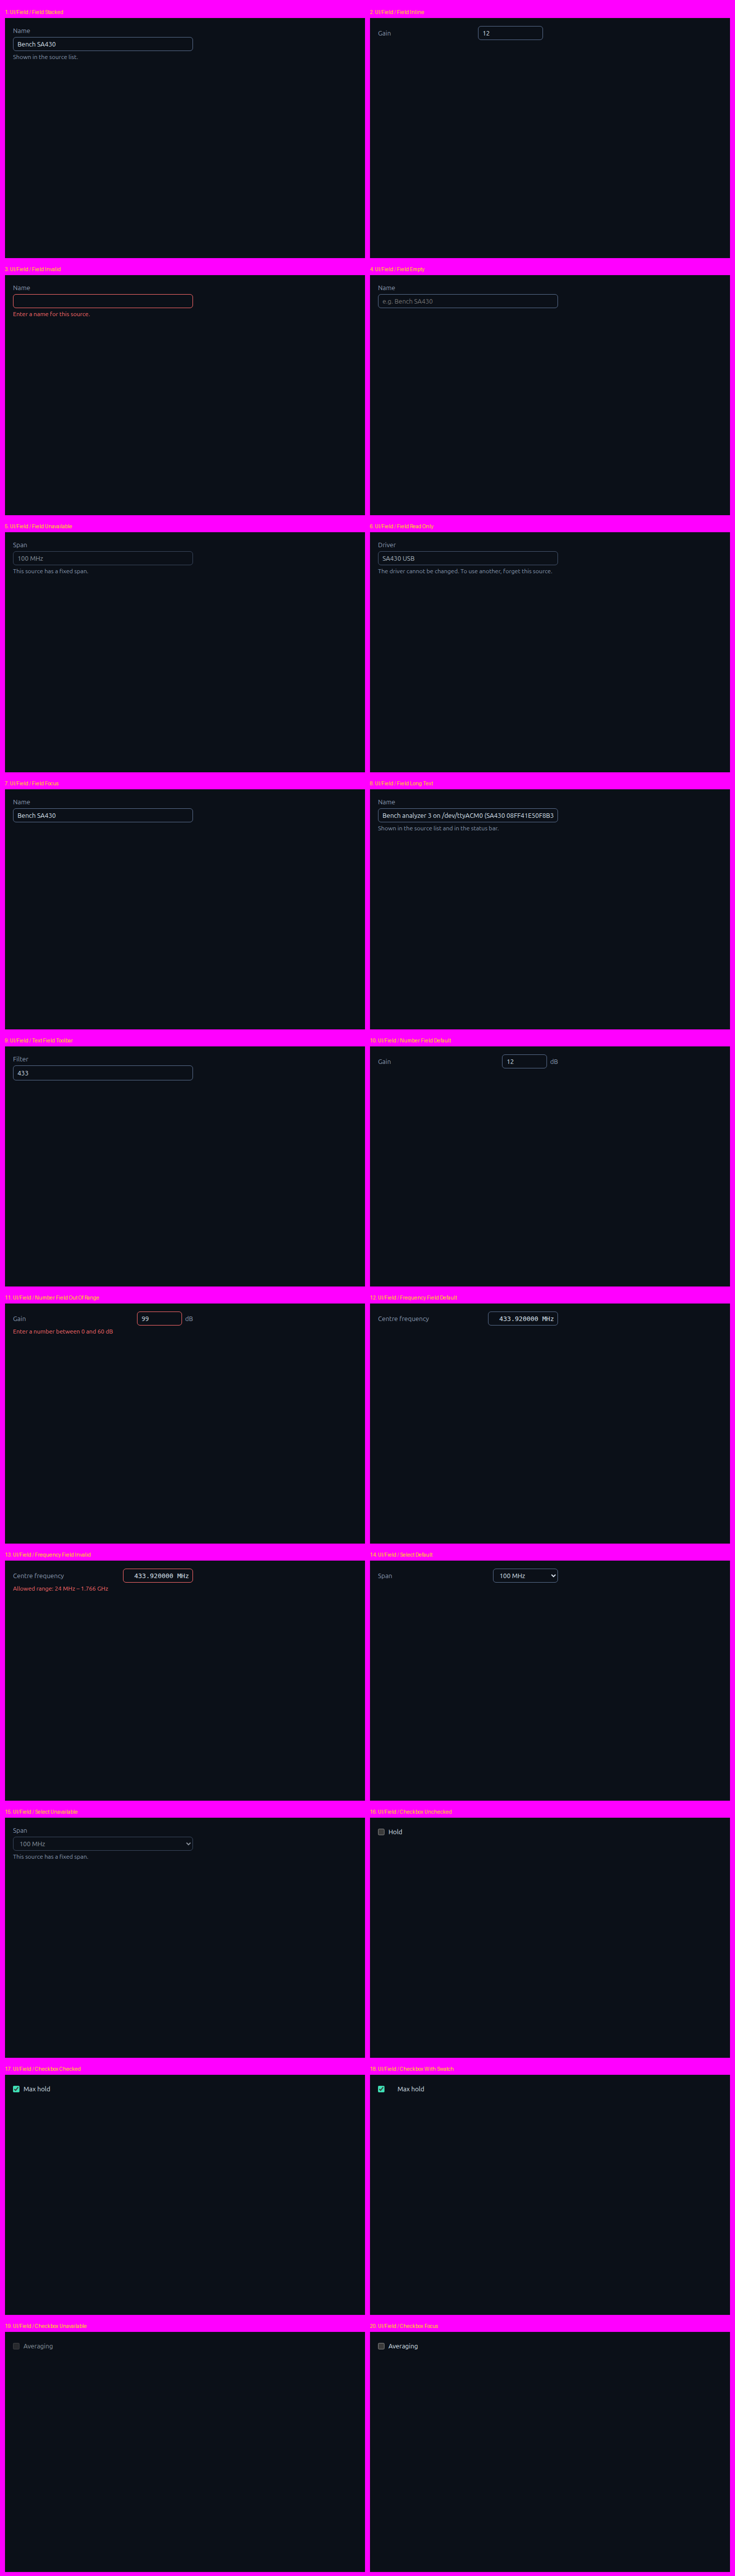 1. UI/Field / Field Stacked
Name
Bench SA430
Shown in the source list.
2. UI/Field / Field Inline
Gain
12
3. UI/Field / Field Invalid
Name
Enter a name for this source.
4. UI/Field / Field Empty
Name
e.g. Bench SA430
5. UI/Field / Field Unavailable
Span
100 MHz
This source has a fixed span.
6. UI/Field / Field Read Only
Driver
SA430 USB
The driver cannot be changed. To use another, forget this source.
7. UI/Field / Field Focus
Name
Bench SA430
8. UI/Field / Field Long Text
Name
Bench analyzer 3 on /dev/ttyACM0 (SA430 08FF41E50F8B3
Shown in the source list and in the status bar.
9. UI/Field / Text Field Toolbar
Filter
433
10. UI/Field / Number Field Default
Gain
12 dB
11. UI/Field / Number Field Out Of Range
Gain
99 dB
Enter a number between 0 and 60 dB
12. UI/Field / Frequency Field Default
Centre frequency
433.920000 MHz
13. UI/Field / Frequency Field Invalid
Centre frequency
433.920000 MHz
Allowed range: 24 MHz – 1.766 GHz
14. UI/Field / Select Default
Span
100 MHz
15. UI/Field / Select Unavailable
Span
100 MHz
This source has a fixed span.
16. UI/Field / Checkbox Unchecked
Hold
17. UI/Field / Checkbox Checked
Max hold
18. UI/Field / Checkbox With Swatch
Max hold
19. UI/Field / Checkbox Unavailable
Averaging
20. UI/Field / Checkbox Focus
Averaging